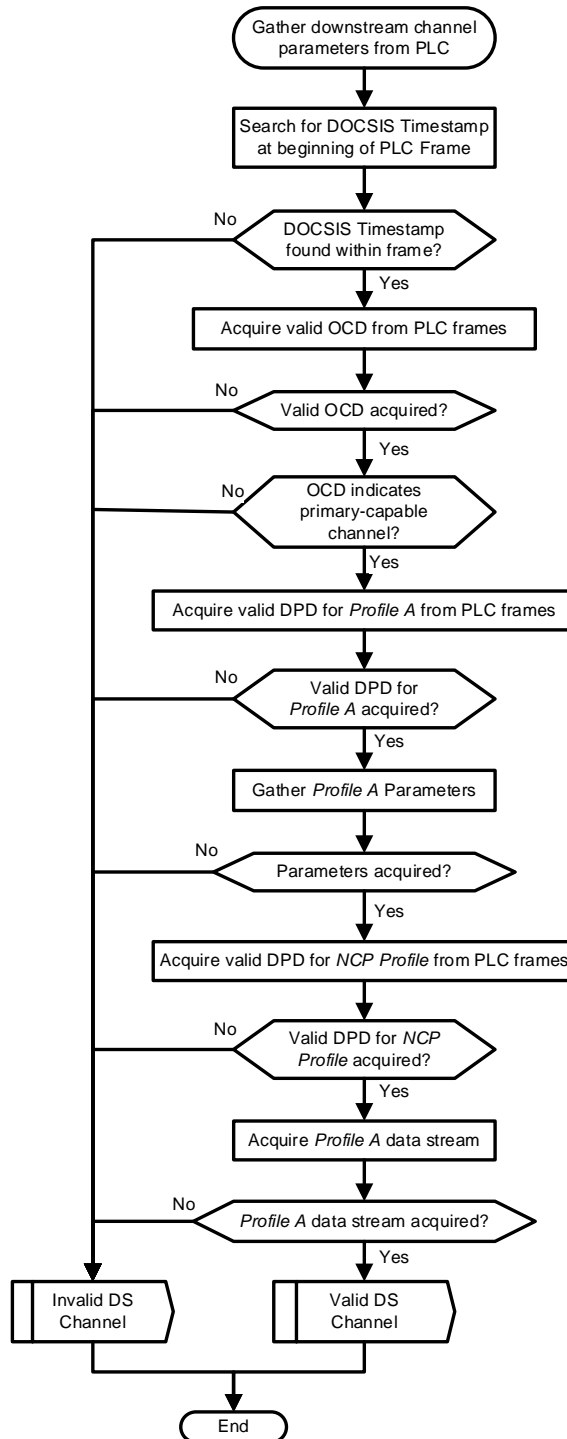 Gather downstream channel
parameters from PLC
Search for DOCSIS Timestamp
at beginning of PLC Frame
No
DOCSIS Timestamp
found within frame?
Yes
Acquire valid OCD from PLC frames
No
Valid OCD acquired?
Yes
No
OCD indicates
primary-capable
channel?
Yes
Acquire valid DPD for Profile A from PLC frames
No
Valid DPD for
Profile A acquired?
Yes
Gather Profile A Parameters
No
Parameters acquired?
Yes
Acquire valid DPD for NCP Profile from PLC frames
No
Valid DPD for NCP
Profile acquired?
Yes
Acquire Profile A data stream
No
Profile A data stream acquired?
Yes
Invalid DS
Channel
Valid DS
Channel
End